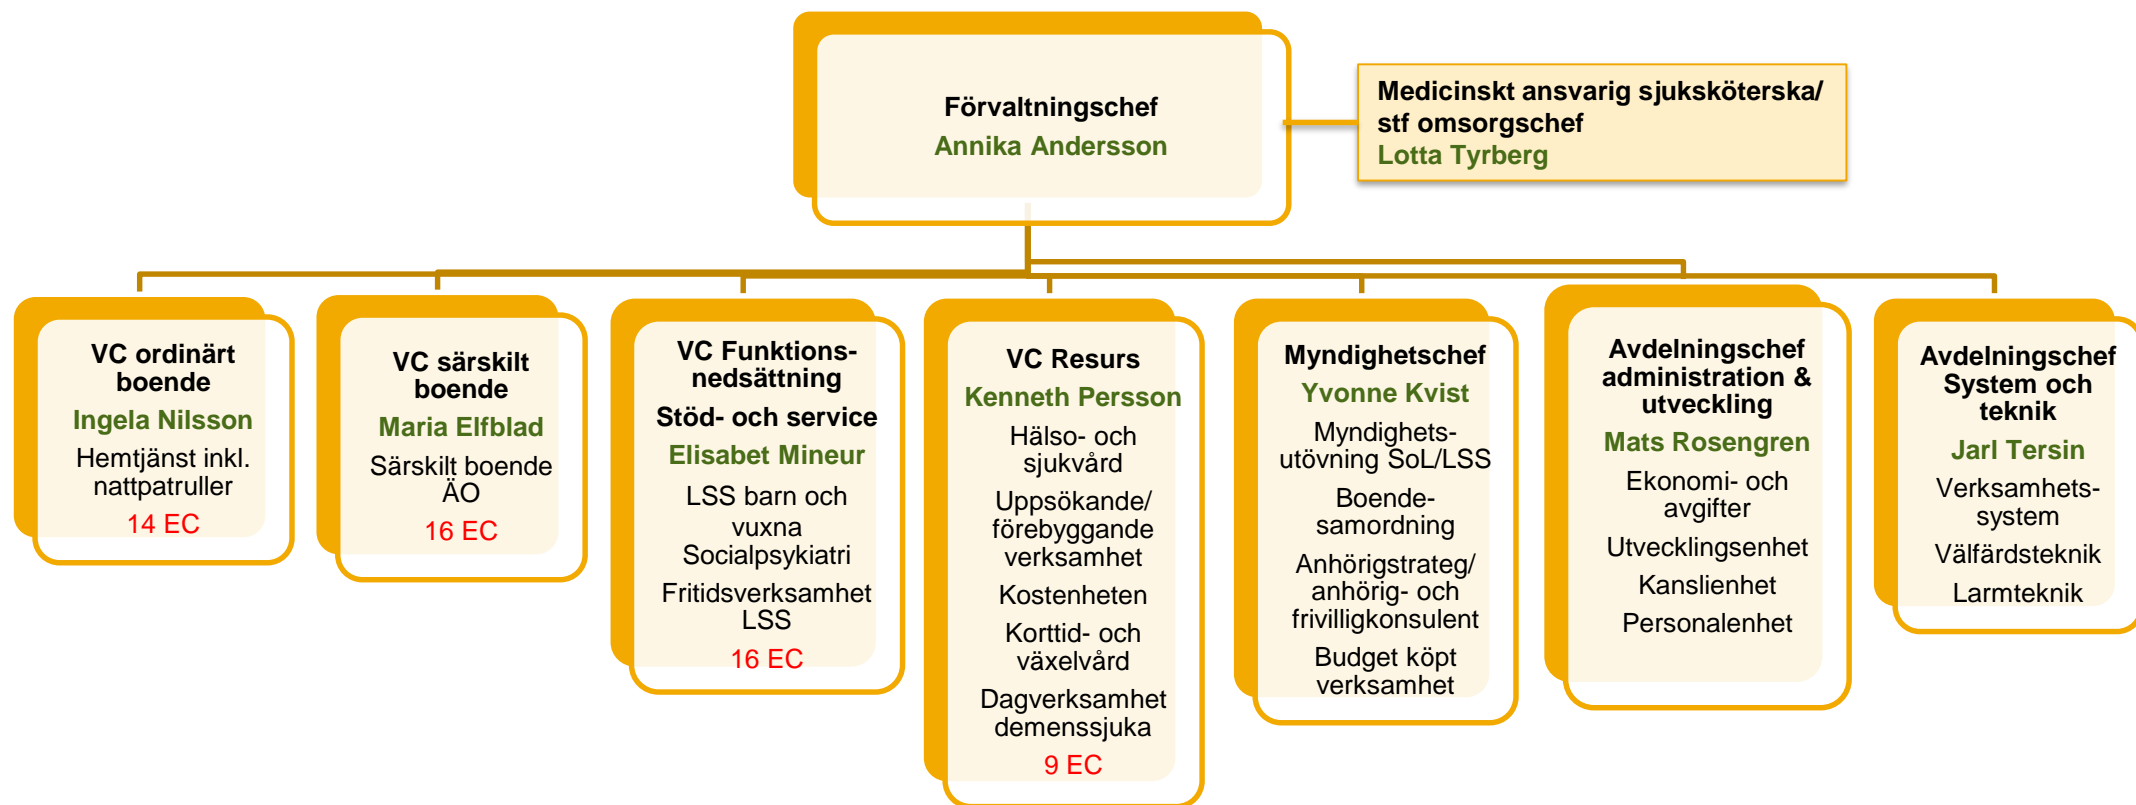 Förvaltningschef
Annika Andersson
Medicinskt ansvarig sjuksköterska/
stf omsorgschef
Lotta Tyrberg
VC ordinärt
boende
Ingela Nilsson
Hemtjänst inkl.
nattpatruller
14 EC
VC särskilt
boende
Maria Elfblad
Särskilt boende
ÄO
16 EC
VC Funktions-
nedsättning
Stöd- och service
Elisabet Mineur
LSS barn och
vuxna
Socialpsykiatri
Fritidsverksamhet
LSS
16 EC
VC Resurs
Kenneth Persson
Hälso- och
sjukvård
Uppsökande/
förebyggande
verksamhet
Kostenheten
Korttid- och
växelvård
Dagverksamhet
demenssjuka
9 EC
Myndighetschef
Yvonne Kvist
Myndighets-
utövning SoL/LSS
Boende-
samordning
Anhörigstrateg/
anhörig- och
frivilligkonsulent
Budget köpt
verksamhet
Avdelningschef
administration &
utveckling
Mats Rosengren
Ekonomi- och
avgifter
Utvecklingsenhet
Kanslienhet
Personalenhet
Avdelningschef
System och
teknik
Jarl Tersin
Verksamhets-
system
Välfärdsteknik
Larmteknik